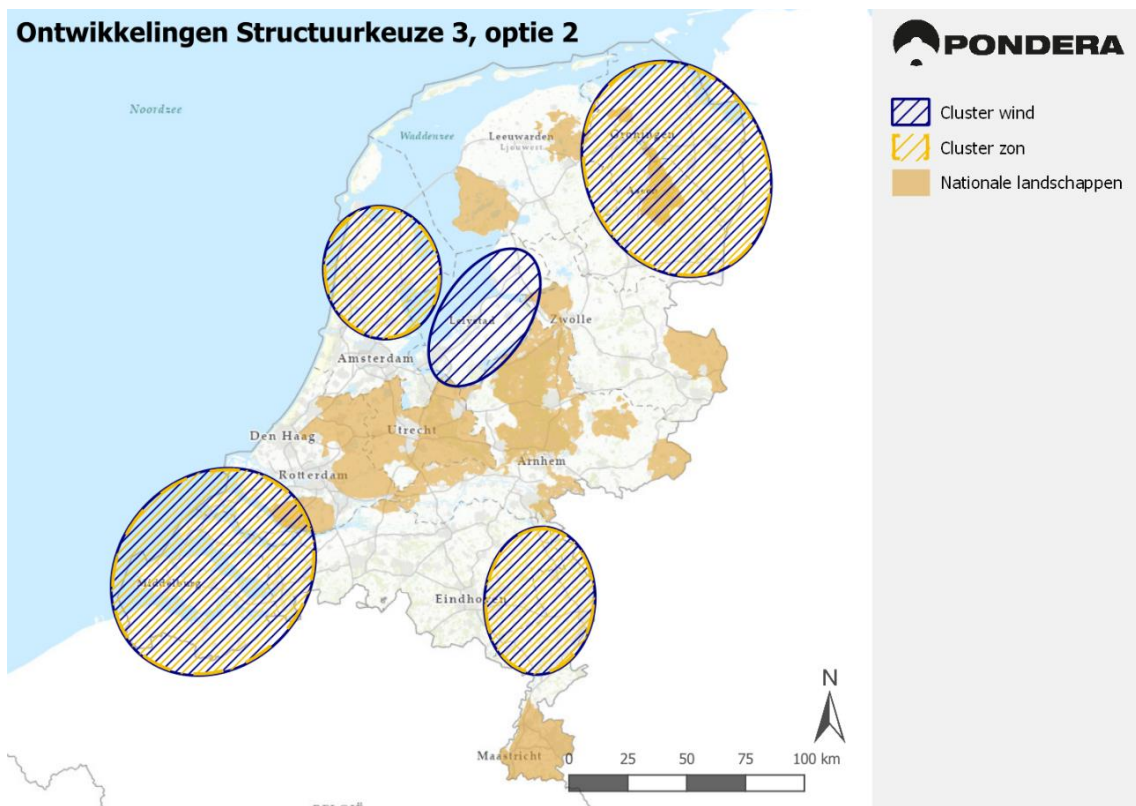 Ontwikkelingen Structuurkeuze 3, optie 2
PONDERA
Cluster wind
Cluster zon
Nationale landschappen
Noordzee
Waddenzee
Leeuwarden
Ljouwert
Groningen
Assen
Lelystad
Zwolle
Amsterdam
Utrecht
Den Haag
Rotterdam
Arnhem
Middelburg
Eindhoven
Maastricht
N
0 25 50 75 100 km